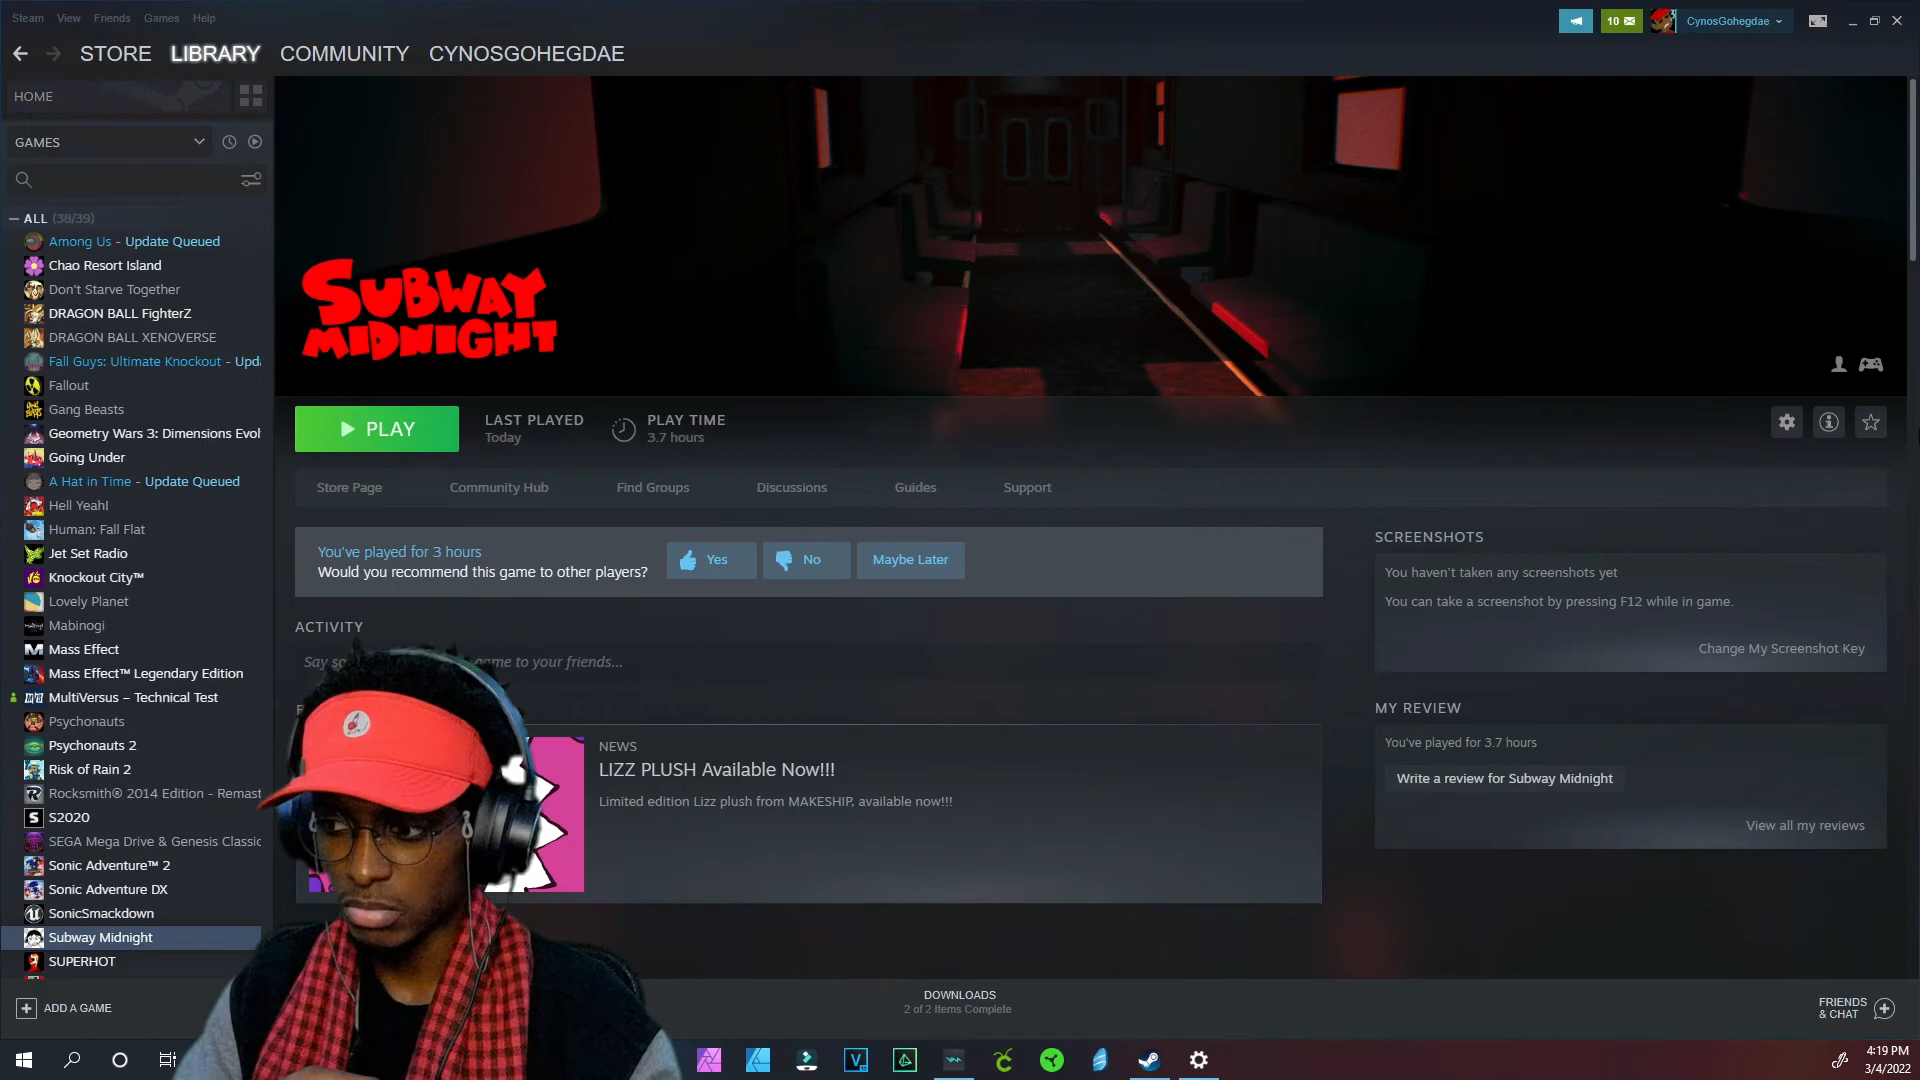 Steam View Friends Games Help
10 CynosGohegdae
STORE LIBRARY COMMUNITY CYNOSGOHEGDAE
HOME
GAMES
ALL (38/39)
Among Us - Update Queued
Chao Resort Island
Don't Starve Together
DRAGON BALL FighterZ
DRAGON BALL XENOVERSE
Fall Guys: Ultimate Knockout - Upda
Fallout
Gang Beasts
Geometry Wars 3: Dimensions Evol
Going Under
A Hat in Time - Update Queued
Hell Yeah!
Human: Fall Flat
Jet Set Radio
Knockout City™
Lovely Planet
Mabinogi
Mass Effect
Mass Effect™ Legendary Edition
MultiVersus – Technical Test
Psychonauts
Psychonauts 2
Risk of Rain 2
Rocksmith® 2014 Edition - Remast
S2020
SEGA Mega Drive & Genesis Classic
Sonic Adventure™ 2
Sonic Adventure DX
SonicSmackdown
Subway Midnight
SUPERHOT
ADD A GAME
SUBWAY
MIDNIGHT
PLAY
LAST PLAYED
Today
PLAY TIME
3.7 hours
Store Page Community Hub Find Groups Discussions Guides Support
You've played for 3 hours
Would you recommend this game to other players?
Yes No Maybe Later
ACTIVITY
Say game to your friends...
NEWS
LIZZ PLUSH Available Now!!!
Limited edition Lizz plush from MAKESHIP, available now!!!
SCREENSHOTS
You haven't taken any screenshots yet
You can take a screenshot by pressing F12 while in game.
Change My Screenshot Key
MY REVIEW
You've played for 3.7 hours
Write a review for Subway Midnight
View all my reviews
DOWNLOADS
2 of 2 Items Complete
FRIENDS
& CHAT
4:19 PM
3/4/2022